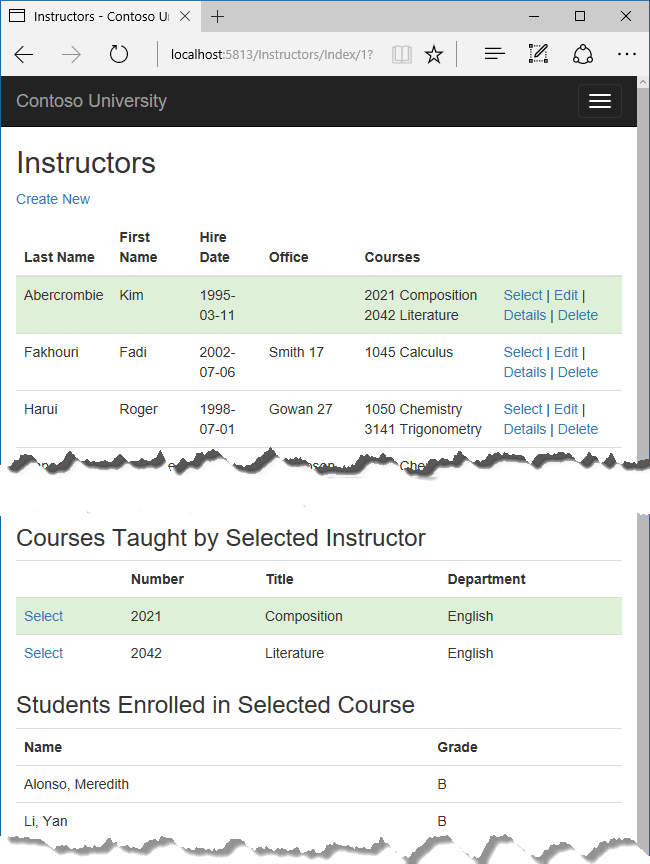 Instructors - Contoso Ui
localhost:5813/Instructors/Index/1?
Contoso University
Instructors
Create New
Last Name First Name Hire Date Office Courses
Abercrombie Kim 1995- 2021 Composition Select | Edit |
03-11 2042 Literature Details | Delete
Fakhouri Fadi 2002- Smith 17 1045 Calculus Select | Edit |
07-06 Details | Delete
Harui Roger 1998- Gowan 27 1050 Chemistry Select | Edit |
07-01 3141 Trigonometry Details | Delete
Courses Taught by Selected Instructor
Number Title Department
Select 2021 Composition English
Select 2042 Literature English
Students Enrolled in Selected Course
Name Grade
Alonso, Meredith B
Li, Yan B